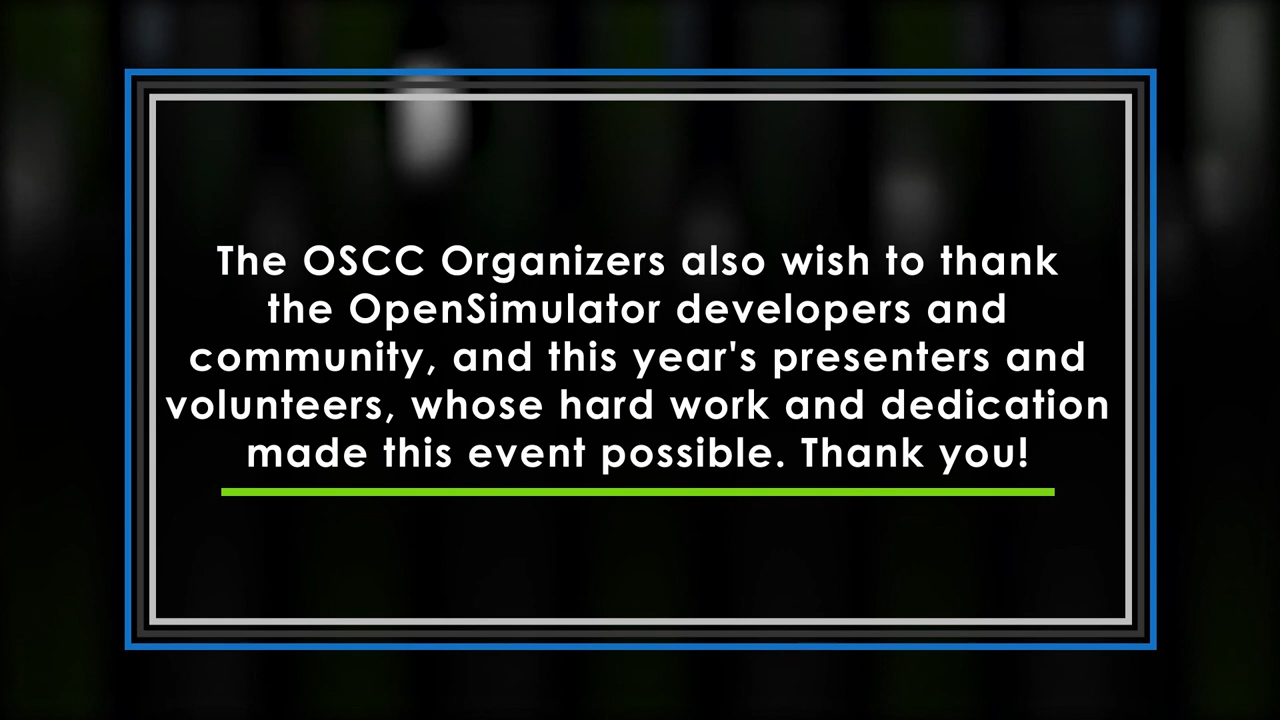 The OSCC Organizers also wish to thank
the OpenSimulator developers and
community, and this year's presenters and
volunteers, whose hard work and dedication
made this event possible. Thank you!